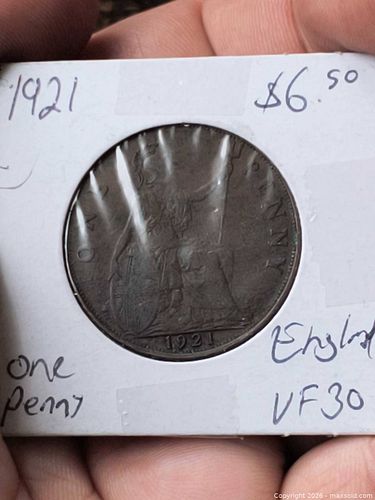 1921
$6.50
ONE PENNY
1921
One
Penny
England
VF30
Copyright 2026 - maxsold.com